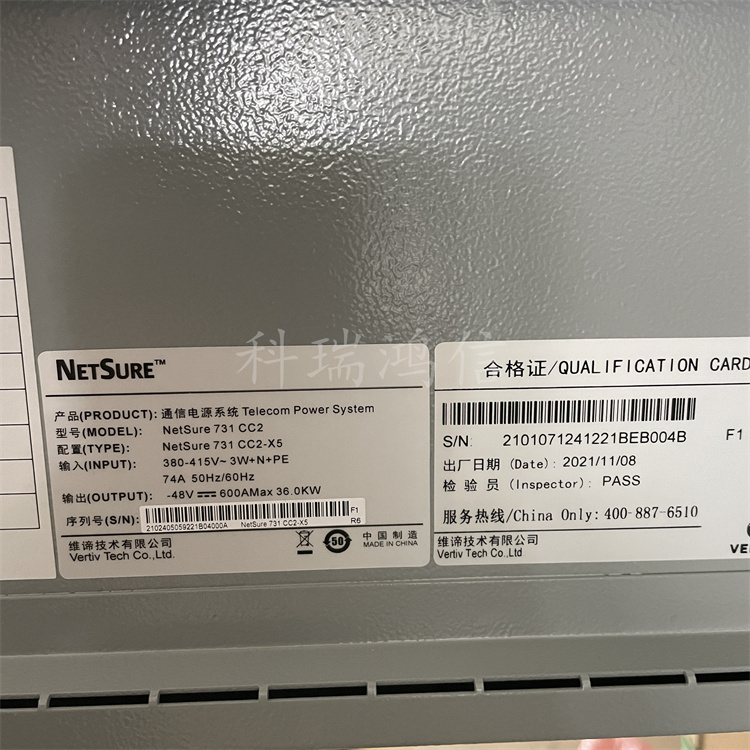 科瑞鸿信
NETSURE™
产品(PRODUCT): 通信电源系统 Telecom Power System
型号(MODEL): NetSure 731 CC2
配置(TYPE): NetSure 731 CC2-X5
输入(INPUT): 380-415V~ 3W+N+PE
74A 50Hz/60Hz
输出(OUTPUT): -48V⎓600AMax 36.0KW
序列号(S/N):
F1
2102405059221B04000A NetSure 731 CC2-X5 R6
维谛技术有限公司
Vertiv Tech Co.,Ltd.
50
中国制造
MADE IN CHINA
合格证/QUALIFICATION CARD
S/N: 2101071241221BEB004B F1
出厂日期 (Date): 2021/11/08
检验员 (Inspector): PASS
服务热线/China Only: 400-887-6510
维谛技术有限公司
Vertiv Tech Co.,Ltd.
VE